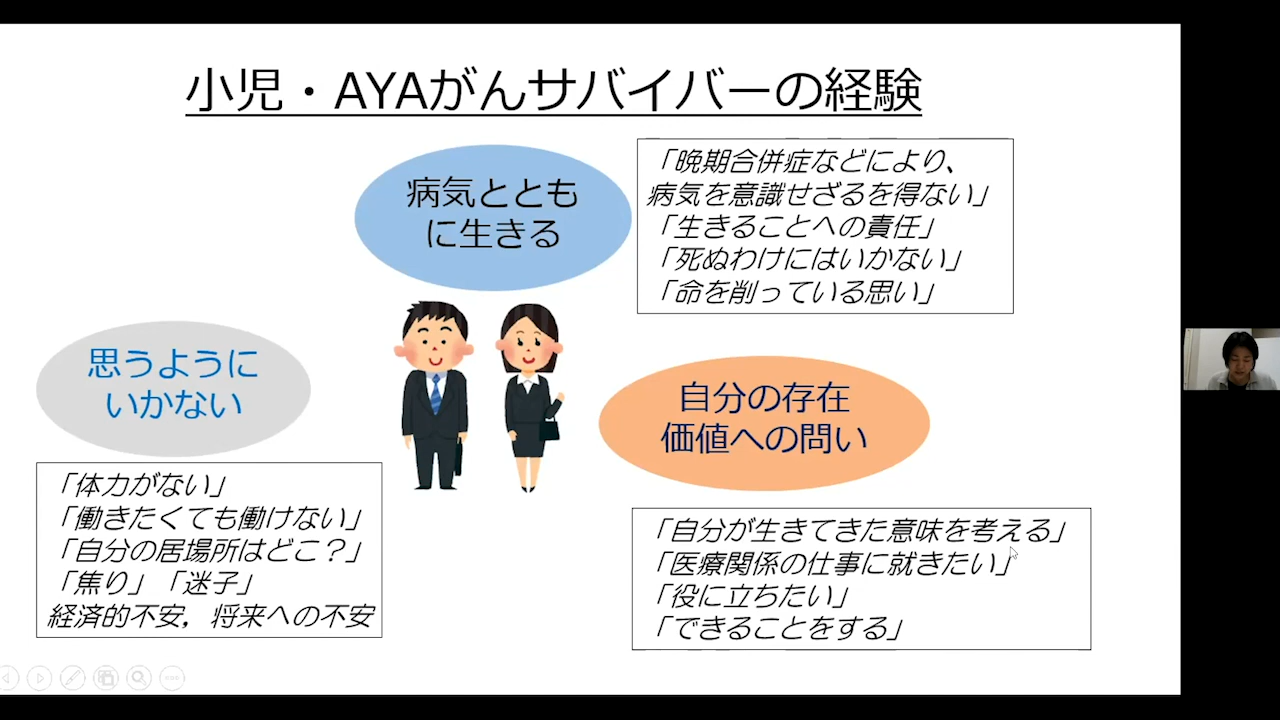 小児・AYAがんサバイバーの経験
病気ととも
に生きる
「晩期合併症などにより、
病気を意識せざるを得ない」
「生きることへの責任」
「死ぬわけにはいかない」
「命を削っている思い」
思うように
いかない
「体力がない」
「働きたくても働けない」
「自分の居場所はどこ？」
「焦り」「迷子」
経済的不安，将来への不安
自分の存在
価値への問い
「自分が生きてきた意味を考える」
「医療関係の仕事に就きたい」
「役に立ちたい」
「できることをする」